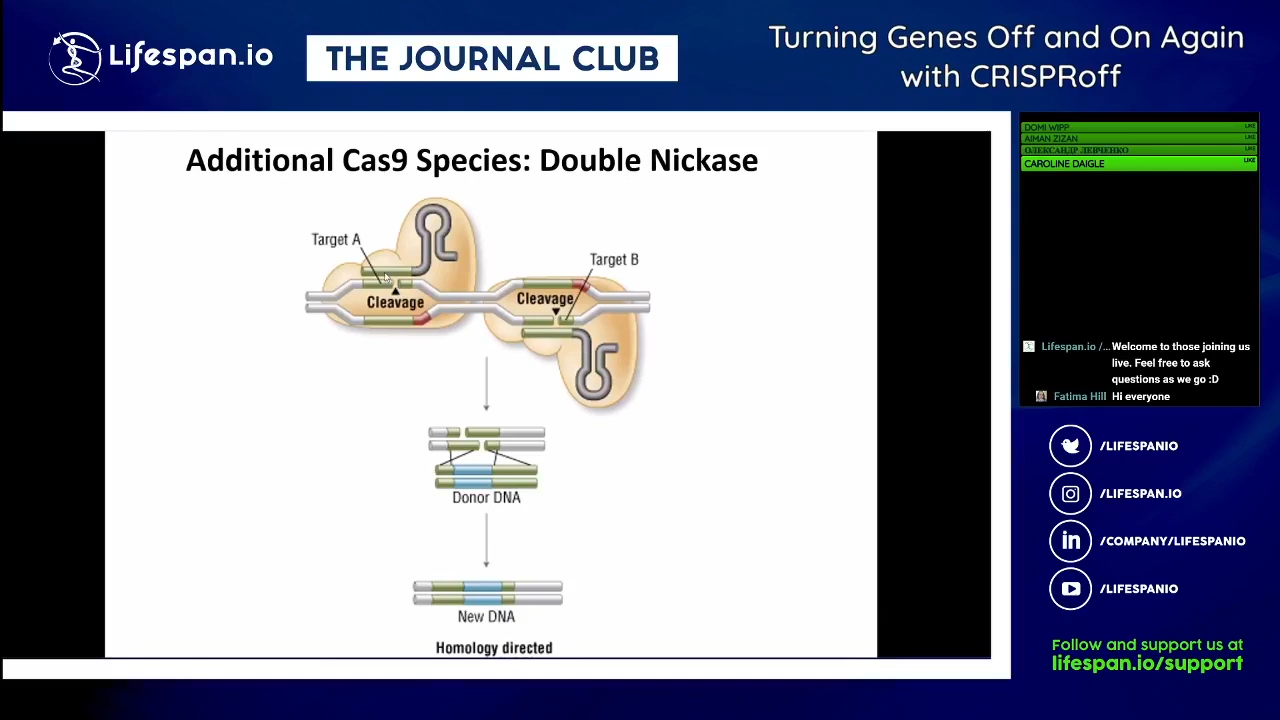 Lifespan.io
THE JOURNAL CLUB
Turning Genes Off and On Again
with CRISPRoff
Additional Cas9 Species: Double Nickase
Target A
Target B
Cleavage
Cleavage
Donor DNA
New DNA
Homology directed
DOMI WIPP LIKE
AIMAN ZIZAN LIKE
ОЛЕКСАНДР ЛЕВЧЕНКО LIKE
CAROLINE DAIGLE LIKE
Lifespan.io /... Welcome to those joining us
live. Feel free to ask
questions as we go :D
Fatima Hill Hi everyone
/LIFESPANIO
/LIFESPAN.IO
/COMPANY/LIFESPANIO
/LIFESPANIO
Follow and support us at
lifespan.io/support